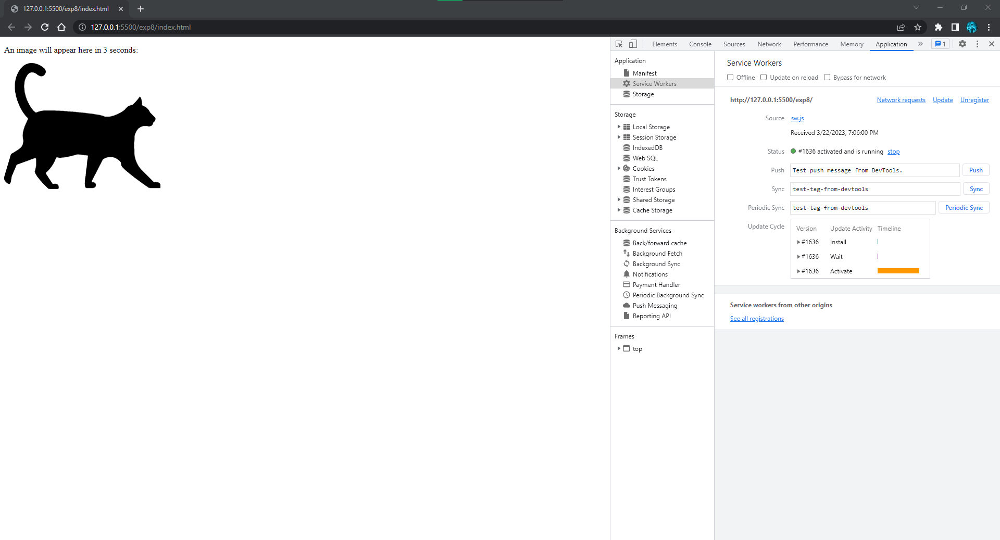 127.0.0.1:5500/exp8/index.html
127.0.0.1:5500/exp8/index.html
An image will appear here in 3 seconds:
Elements Console Sources Network Performance Memory Application 1
Application
Manifest
Service Workers
Storage
Storage
Local Storage
Session Storage
IndexedDB
Web SQL
Cookies
Trust Tokens
Interest Groups
Shared Storage
Cache Storage
Background Services
Back/forward cache
Background Fetch
Background Sync
Notifications
Payment Handler
Periodic Background Sync
Push Messaging
Reporting API
Frames
top
Service Workers
Offline Update on reload Bypass for network
http://127.0.0.1:5500/exp8/ Network requests Update Unregister
Source sw.js
Received 3/22/2023, 7:06:00 PM
Status #1636 activated and is running stop
Push Test push message from DevTools. Push
Sync test-tag-from-devtools Sync
Periodic Sync test-tag-from-devtools Periodic Sync
Update Cycle Version Update Activity Timeline
#1636 Install
#1636 Wait
#1636 Activate
Service workers from other origins
See all registrations